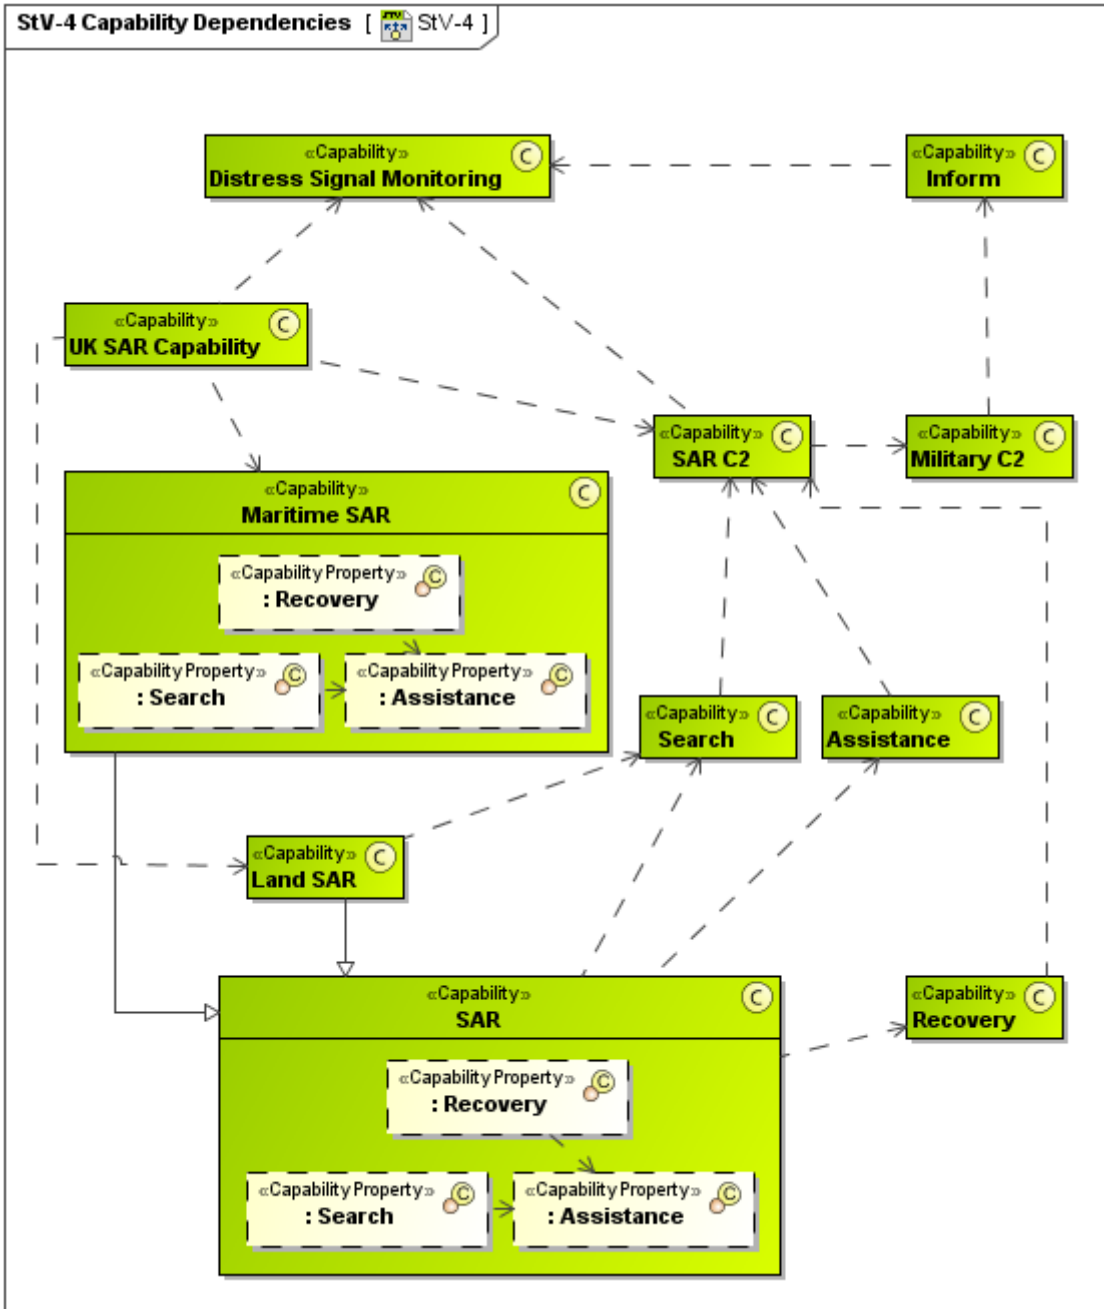 StV-4 Capability Dependencies [ StV-4 ]
«Capability» C
Distress Signal Monitoring
«Capability» C
Inform
«Capability» C
UK SAR Capability
«Capability» C
SAR C2
«Capability» C
Military C2
«Capability» C
Maritime SAR
«Capability Property» C
: Recovery
«Capability Property» C
: Search
«Capability Property» C
: Assistance
«Capability» C
Search
«Capability» C
Assistance
«Capability» C
Land SAR
«Capability» C
SAR
«Capability Property» C
: Recovery
«Capability Property» C
: Search
«Capability Property» C
: Assistance
«Capability» C
Recovery